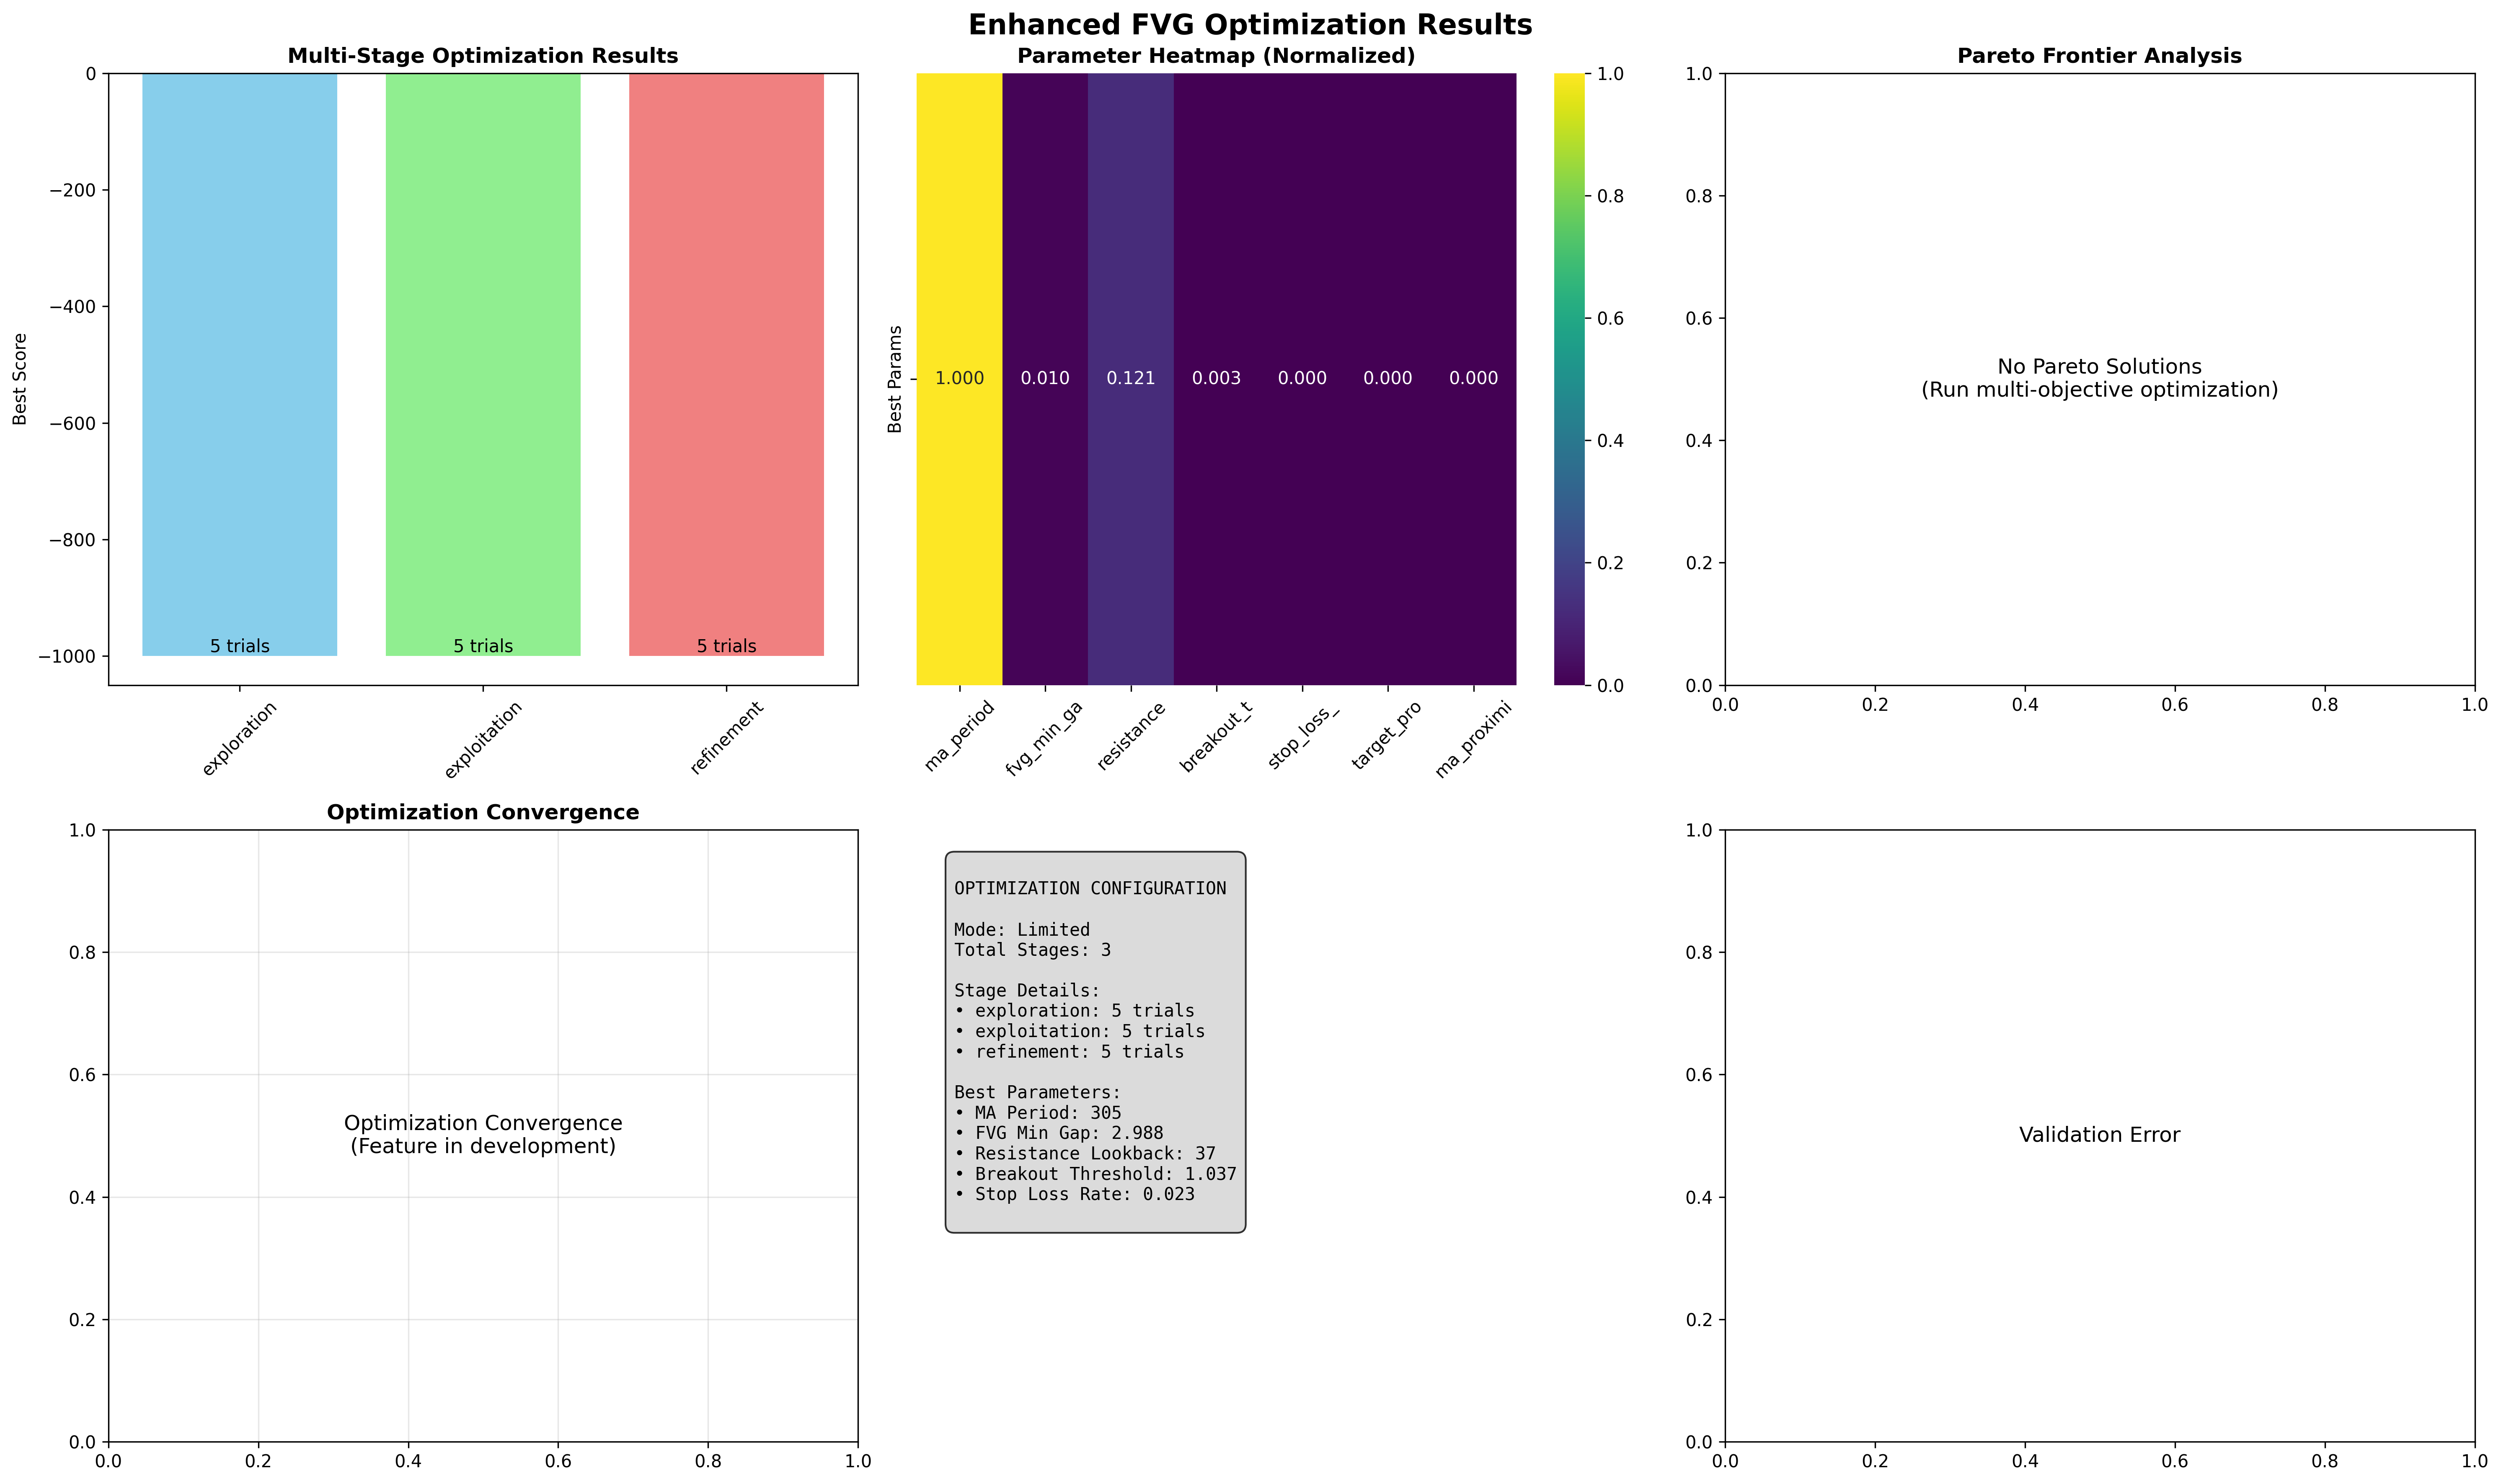 Enhanced FVG Optimization Results
Multi-Stage Optimization Results
0
−200
−400
−600
−800
−1000
Best Score
5 trials
5 trials
5 trials
exploration
exploitation
refinement
Parameter Heatmap (Normalized)
Best Params
1.000
0.010
0.121
0.003
0.000
0.000
0.000
ma_period
fvg_min_ga
resistance
breakout_t
stop_loss_
target_pro
ma_proximi
1.0
0.8
0.6
0.4
0.2
0.0
Pareto Frontier Analysis
1.0
0.8
0.6
0.4
0.2
0.0
No Pareto Solutions
(Run multi-objective optimization)
0.0
0.2
0.4
0.6
0.8
1.0
Optimization Convergence
1.0
0.8
0.6
0.4
0.2
0.0
Optimization Convergence
(Feature in development)
0.0
0.2
0.4
0.6
0.8
1.0
OPTIMIZATION CONFIGURATION
Mode: Limited
Total Stages: 3
Stage Details:
• exploration: 5 trials
• exploitation: 5 trials
• refinement: 5 trials
Best Parameters:
• MA Period: 305
• FVG Min Gap: 2.988
• Resistance Lookback: 37
• Breakout Threshold: 1.037
• Stop Loss Rate: 0.023
1.0
0.8
0.6
0.4
0.2
0.0
Validation Error
0.0
0.2
0.4
0.6
0.8
1.0